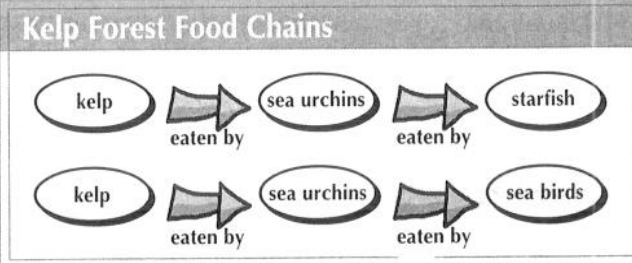 Kelp Forest Food Chains
kelp sea urchins starfish
eaten by eaten by
kelp sea urchins sea birds
eaten by eaten by